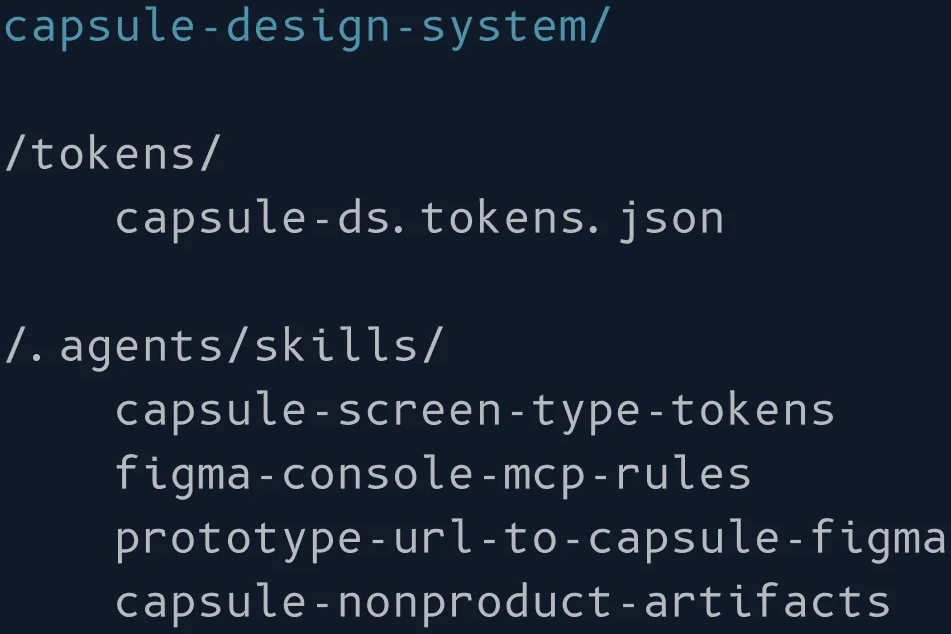 capsule-design-system/
/tokens/
capsule-ds.tokens.json
/.agents/skills/
capsule-screen-type-tokens
figma-console-mcp-rules
prototype-url-to-capsule-figma
capsule-nonproduct-artifacts